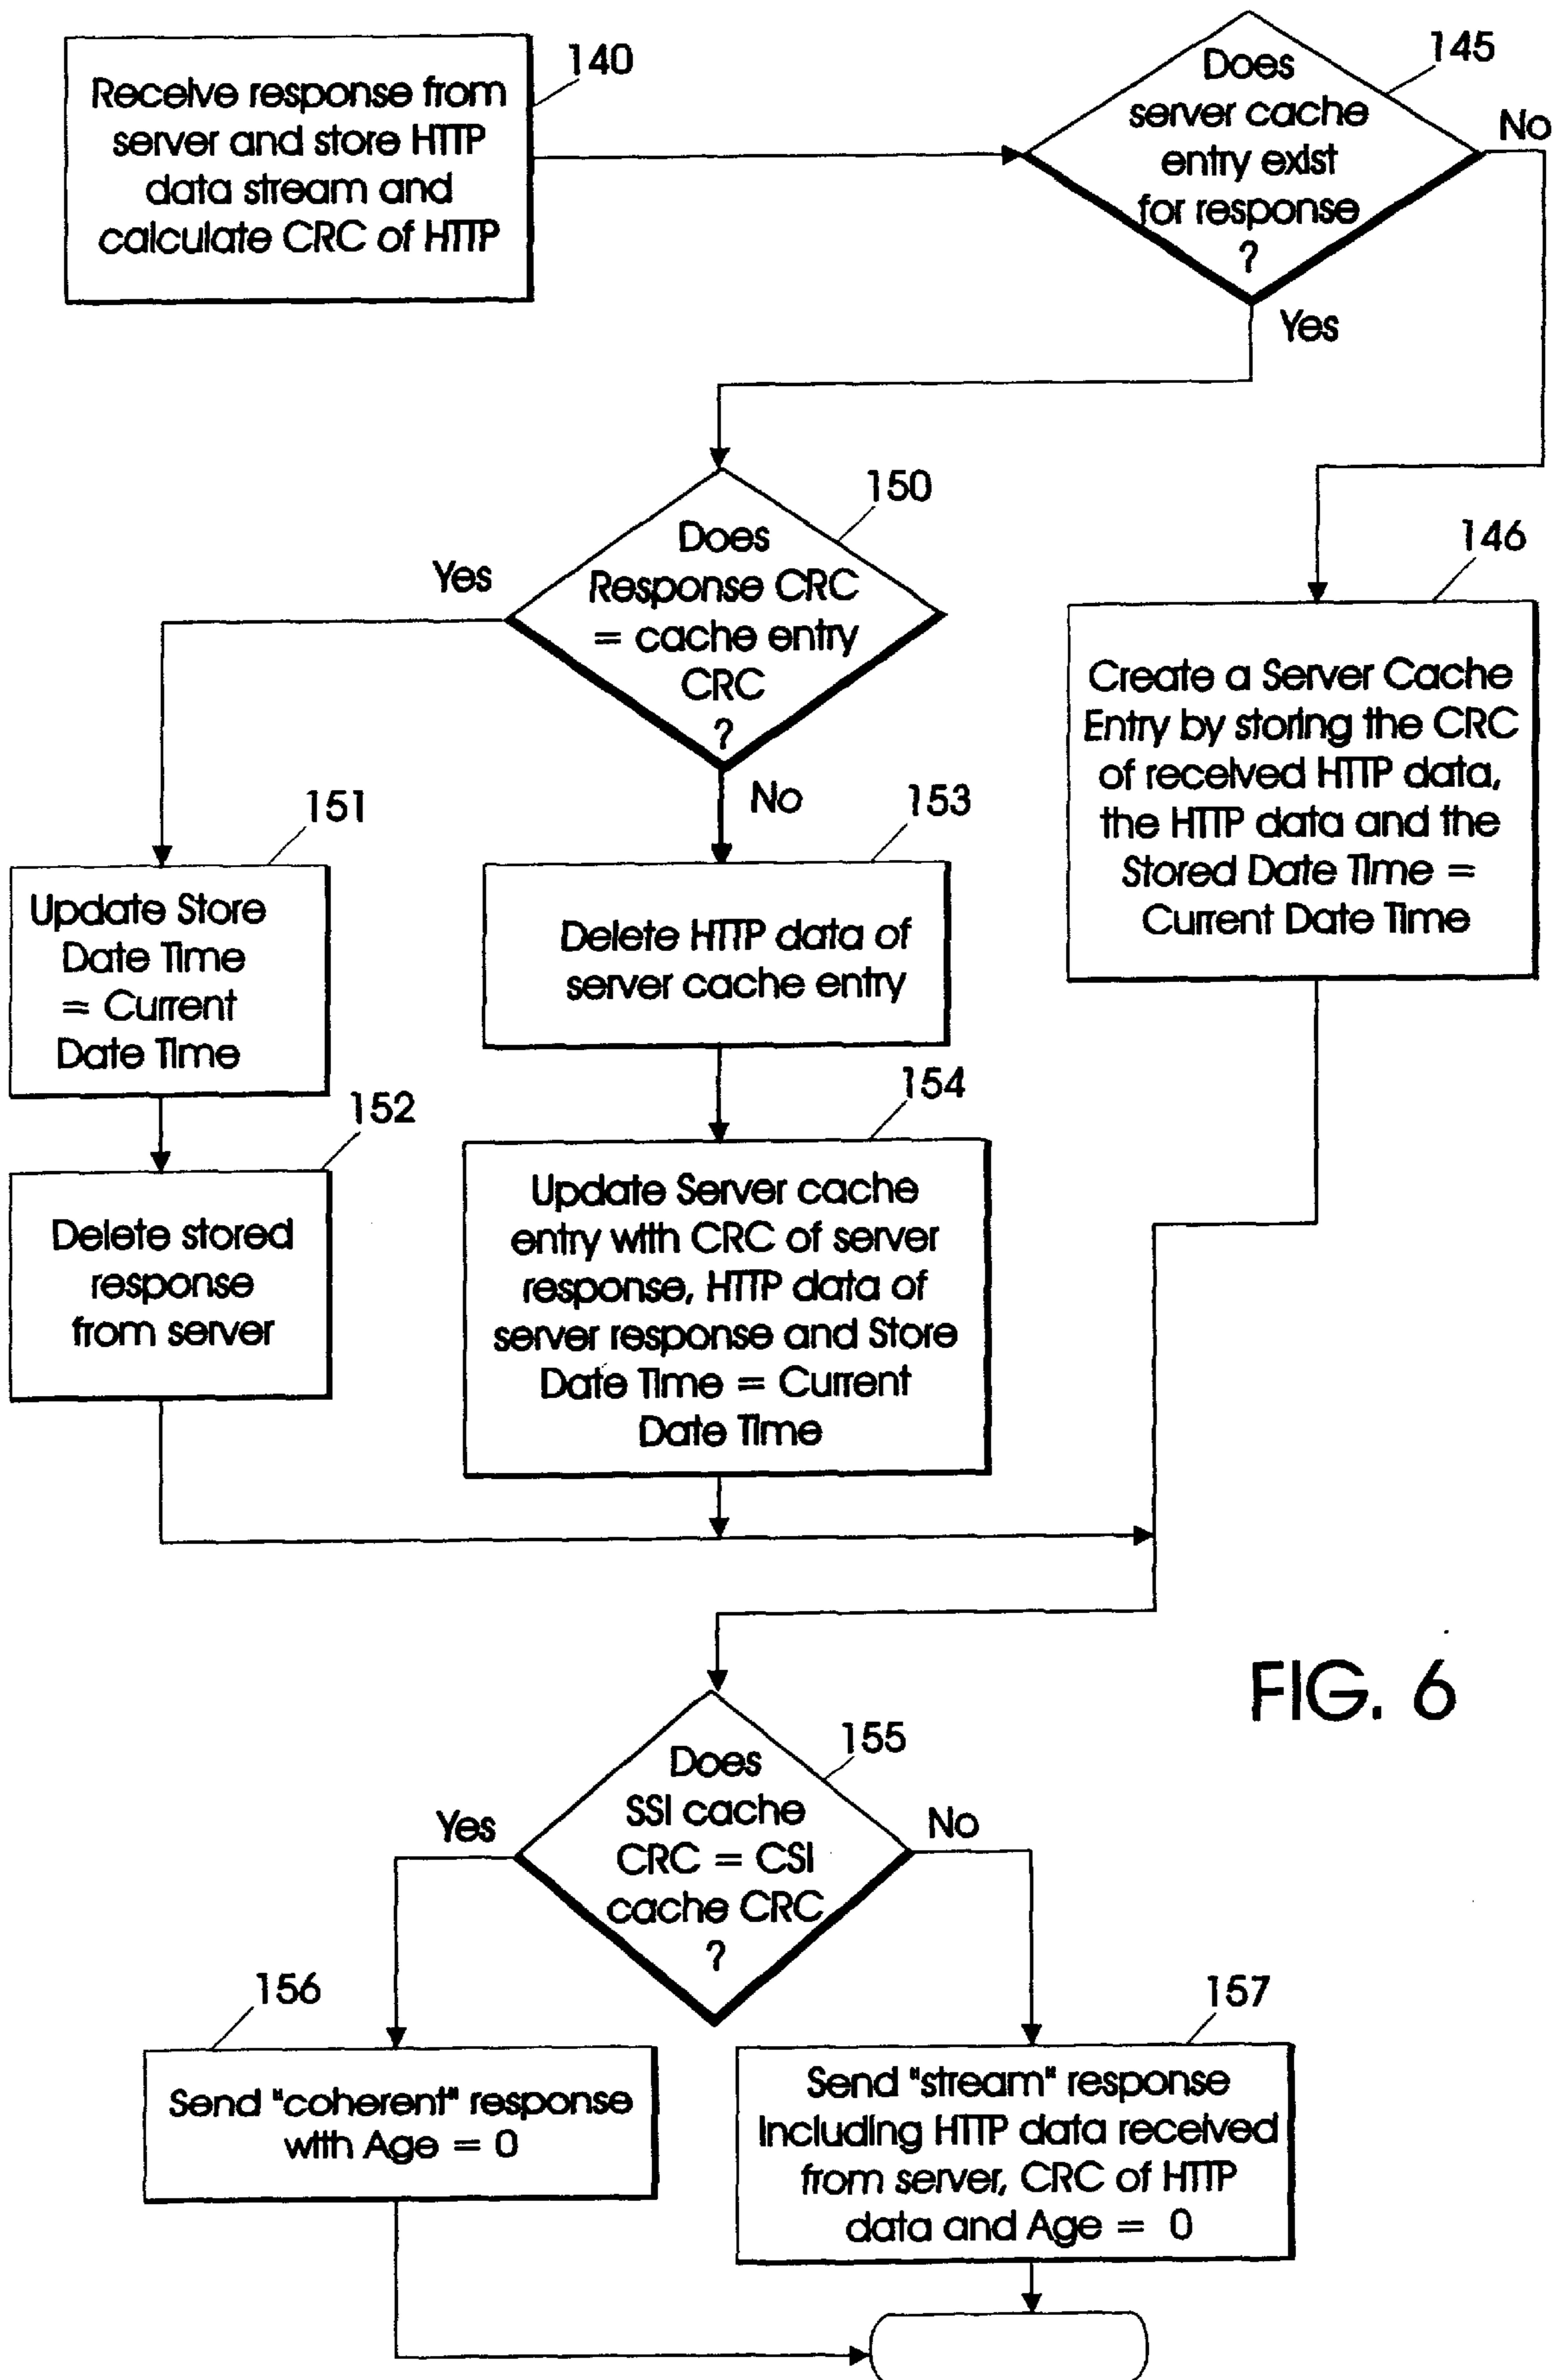 140
Receive response from
server and store HTTP
data stream and
calculate CRC of HTTP
145
Does
server cache
entry exist
for response
?
No
Yes
150
Does
Response CRC
= cache entry
CRC
?
Yes
No
146
Create a Server Cache
Entry by storing the CRC
of received HTTP data,
the HTTP data and the
Stored Date Time =
Current Date Time
151
Update Store
Date Time
= Current
Date Time
153
Delete HTTP data of
server cache entry
152
Delete stored
response
from server
154
Update Server cache
entry with CRC of server
response, HTTP data of
server response and Store
Date Time = Current
Date Time
FIG. 6
155
Does
SSI cache
CRC = CSI
cache CRC
?
Yes
No
156
Send "coherent" response
with Age = 0
157
Send "stream" response
Including HTTP data received
from server, CRC of HTTP
data and Age = 0